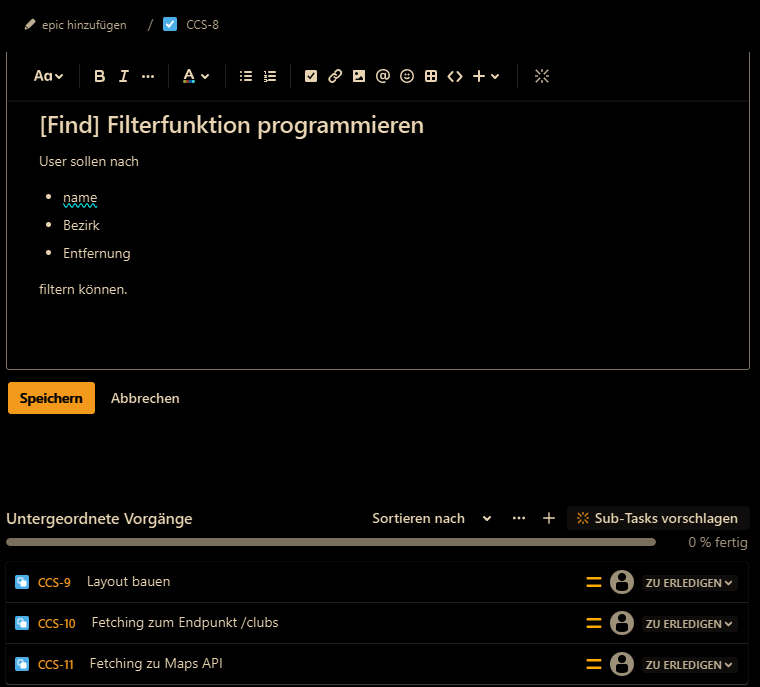 epic hinzufügen / CCS-8
Aa B I ... A @ <> +
[Find] Filterfunktion programmieren
User sollen nach
• name
• Bezirk
• Entfernung
filtern können.
Speichern Abbrechen
Untergeordnete Vorgänge Sortieren nach ... + Sub-Tasks vorschlagen
0 % fertig
CCS-9 Layout bauen ZU ERLEDIGEN
CCS-10 Fetching zum Endpunkt /clubs ZU ERLEDIGEN
CCS-11 Fetching zu Maps API ZU ERLEDIGEN